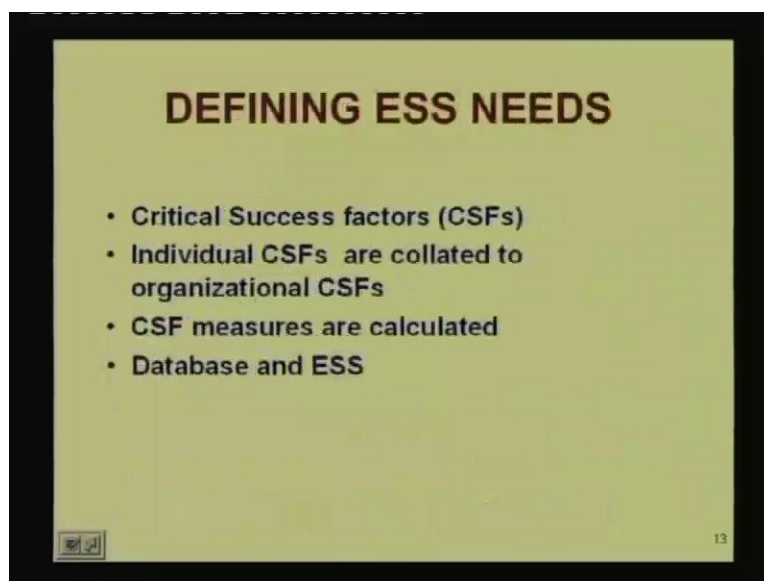 DEFINING ESS NEEDS
• Critical Success factors (CSFs)
• Individual CSFs are collated to
organizational CSFs
• CSF measures are calculated
• Database and ESS
13